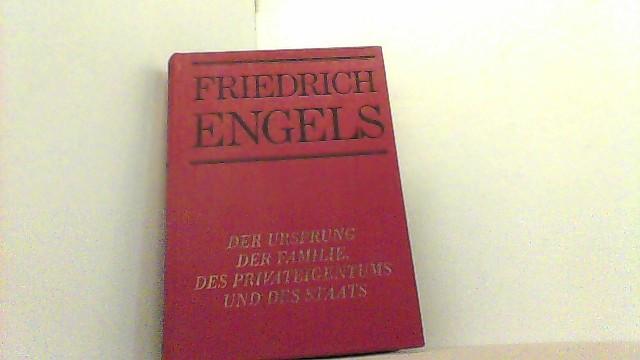 FRIEDRICH
ENGELS
DER URSPRUNG
DER FAMILIE,
DES PRIVATEIGENTUMS
UND DES STAATS